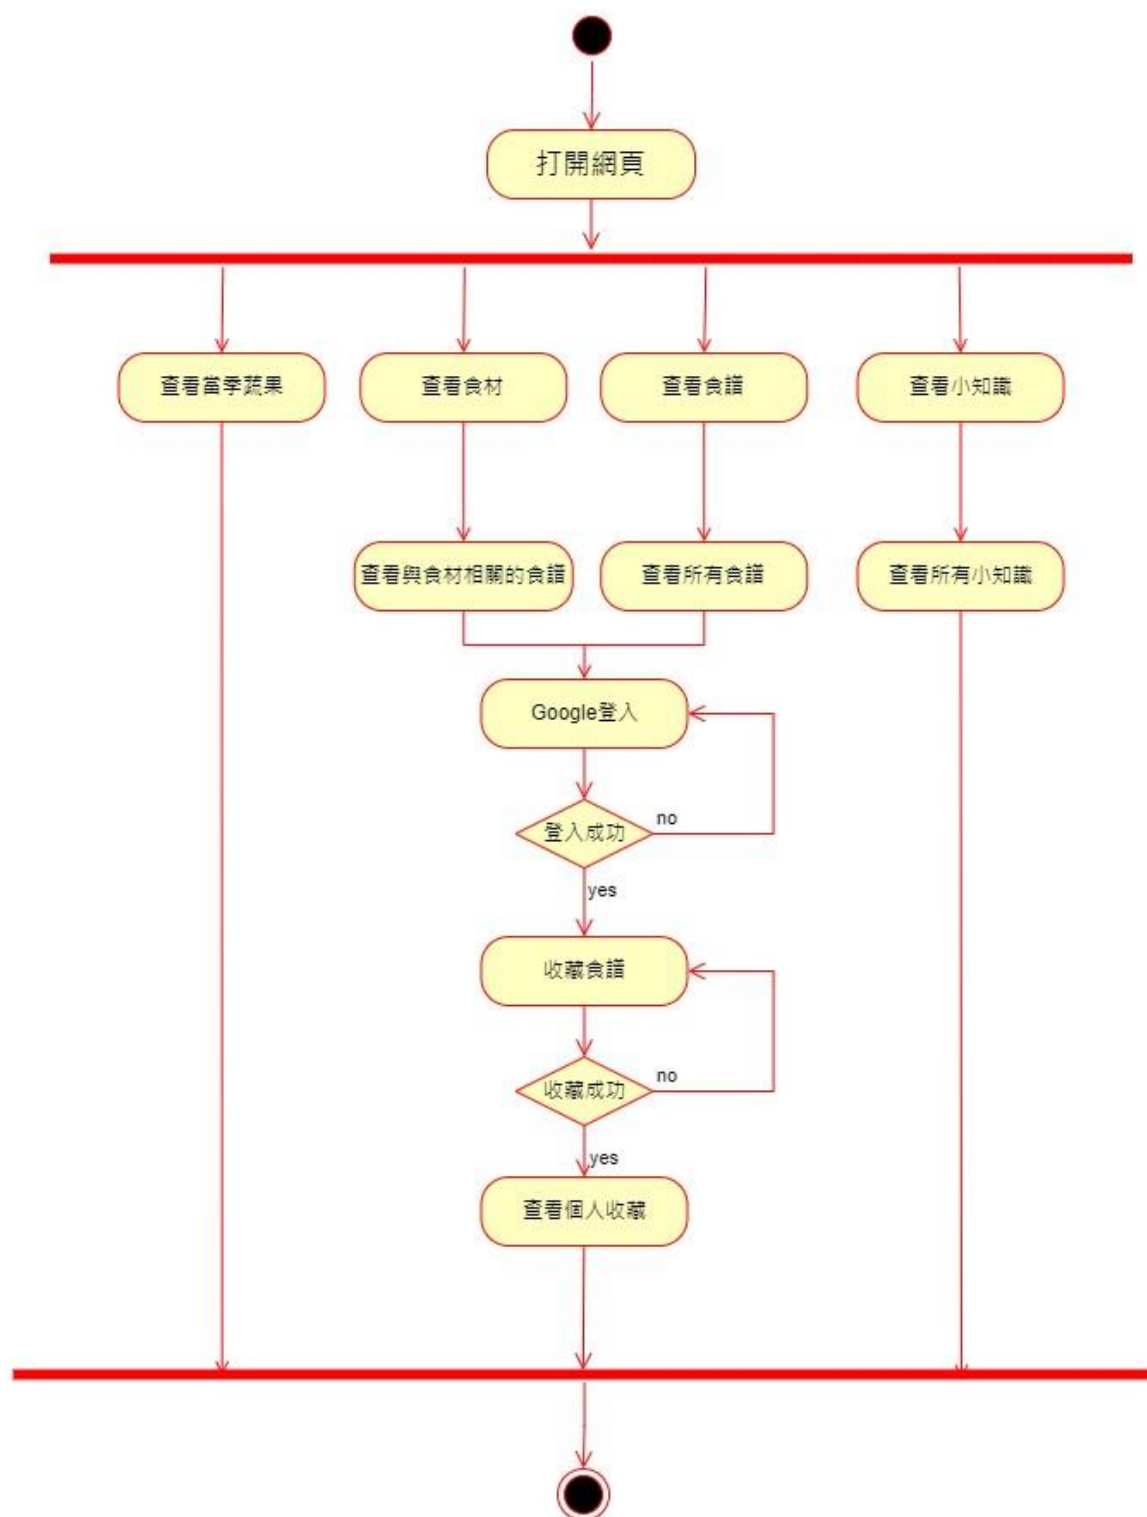 打開網頁
查看當季蔬果
查看食材
查看食譜
查看小知識
查看與食材相關的食譜
查看所有食譜
查看所有小知識
Google登入
登入成功
no
yes
收藏食譜
收藏成功
no
yes
查看個人收藏